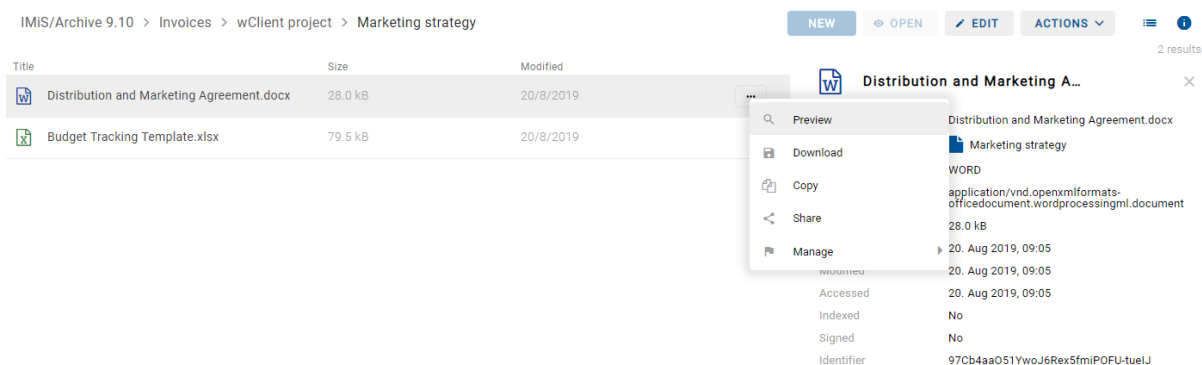 IMiS/Archive 9.10 > Invoices > wClient project > Marketing strategy
NEW OPEN EDIT ACTIONS
2 results
Title Size Modified
Distribution and Marketing Agreement.docx 28.0 kB 20/8/2019 ...
Budget Tracking Template.xlsx 79.5 kB 20/8/2019
Distribution and Marketing A...
Preview
Download
Copy
Share
Manage
Distribution and Marketing Agreement.docx
Marketing strategy
WORD
application/vnd.openxmlformats-
officedocument.wordprocessingml.document
28.0 kB
20. Aug 2019, 09:05
Modified 20. Aug 2019, 09:05
Accessed 20. Aug 2019, 09:05
Indexed No
Signed No
Identifier 97Cb4aaO51YwoJ6Rex5fmiPOFU-tueIJ